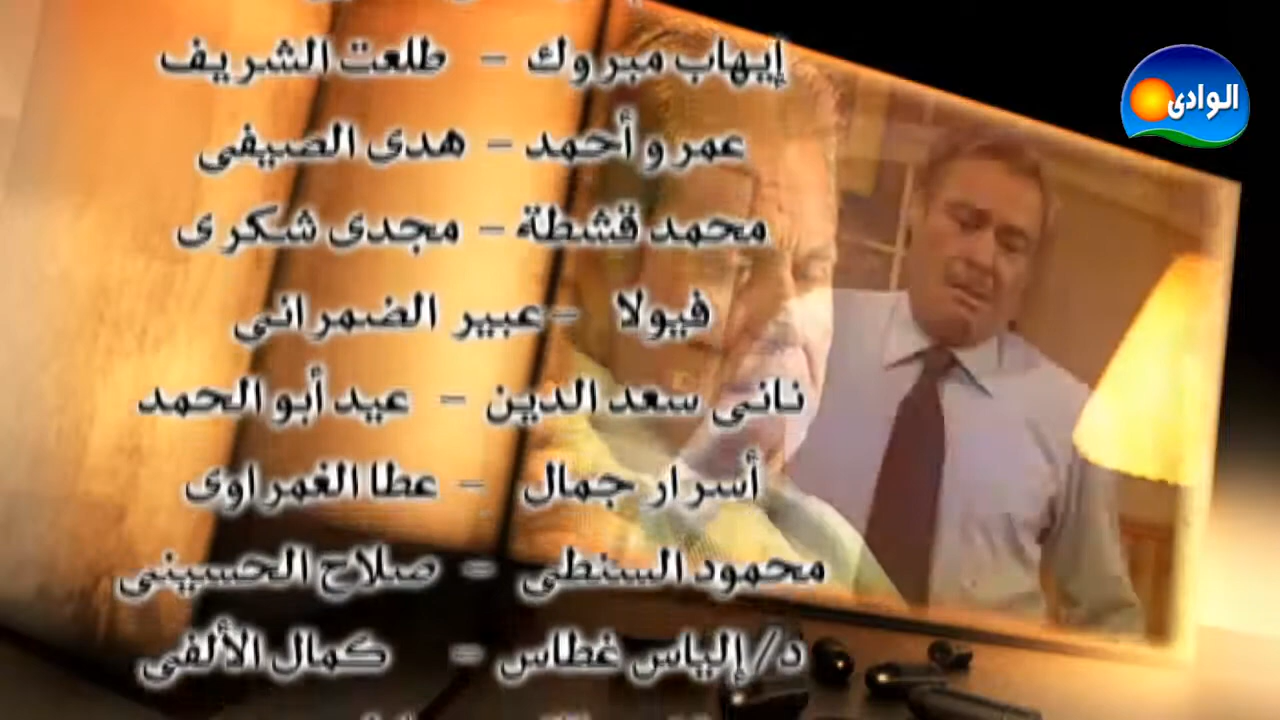 إيهاب مبروك - طلعت الشريف
الوادى
عمرو أحمد - هدى الصيفى
محمد قشطة - مجدى شكرى
فيولا - عبير الضمرانى
نانى سعد الدين - عيد أبو الحمد
أسرار جمال - عطا الغمراوى
محمود السنطى - صلاح الحسينى
د/ إلياس غطاس - كمال الألفى